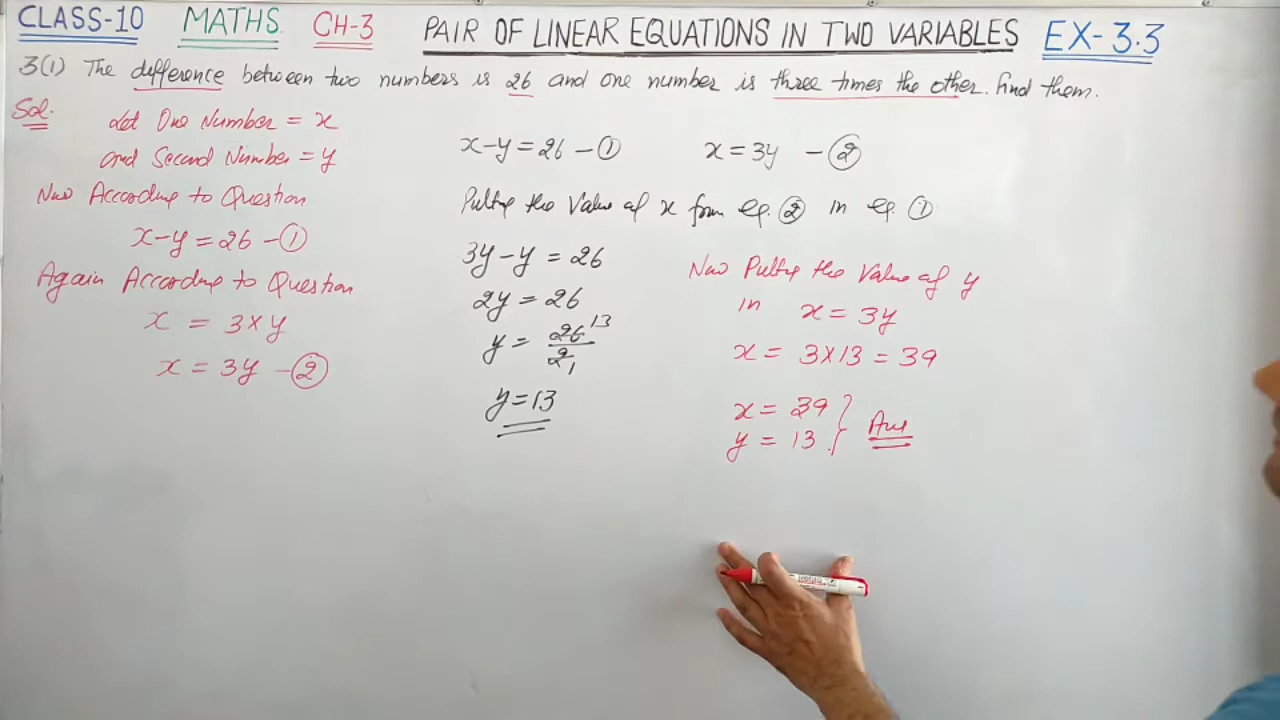 CLASS-10 MATHS. CH-3 PAIR OF LINEAR EQUATIONS IN TWO VARIABLES EX-3.3
3(1) The difference between two numbers is 26 and one number is three times the other. find them.
Sol.
Let One Number = x
and Second Number = y
Now According to Question
x-y = 26 -①
Again According to Question
x = 3×y
x = 3y -②
x-y = 26 -① x = 3y -②
Putting the Value of x from eq. ② in eq. ①
3y-y = 26
2y = 26
y = 26 13
2 1
y=13
Now Putting the Value of y
in x = 3y
x = 3×13 = 39
x = 39
y = 13. } Ans